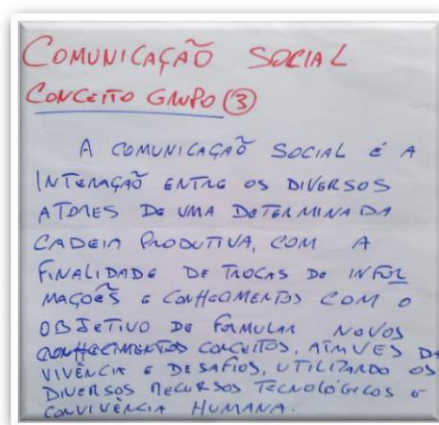 COMUNICAÇÃO SOCIAL
CONCEITO GRUPO (3)
A COMUNICAÇÃO SOCIAL É A
INTERAÇÃO ENTRE OS DIVERSOS
ATORES DE UMA DETERMINADA
CADEIA PRODUTIVA, COM A
FINALIDADE DE TROCAS DE INFOR
MAÇÕES E CONHECIMENTOS COM O
OBJETIVO DE FORMULAR NOVOS
CONHECIMENTOS CONCEITOS, ATRAVES DA
VIVÊNCIA E DESAFIOS, UTILIZANDO OS
DIVERSOS RECURSOS TECNOLÓGICOS E
CONVIVÊNCIA HUMANA.